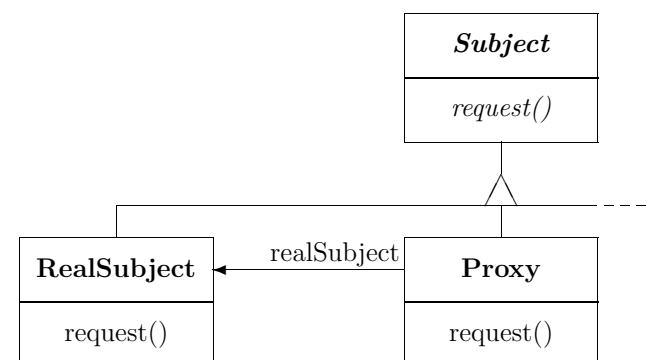 Subject
request()
realSubject
RealSubject
Proxy
request()
request()